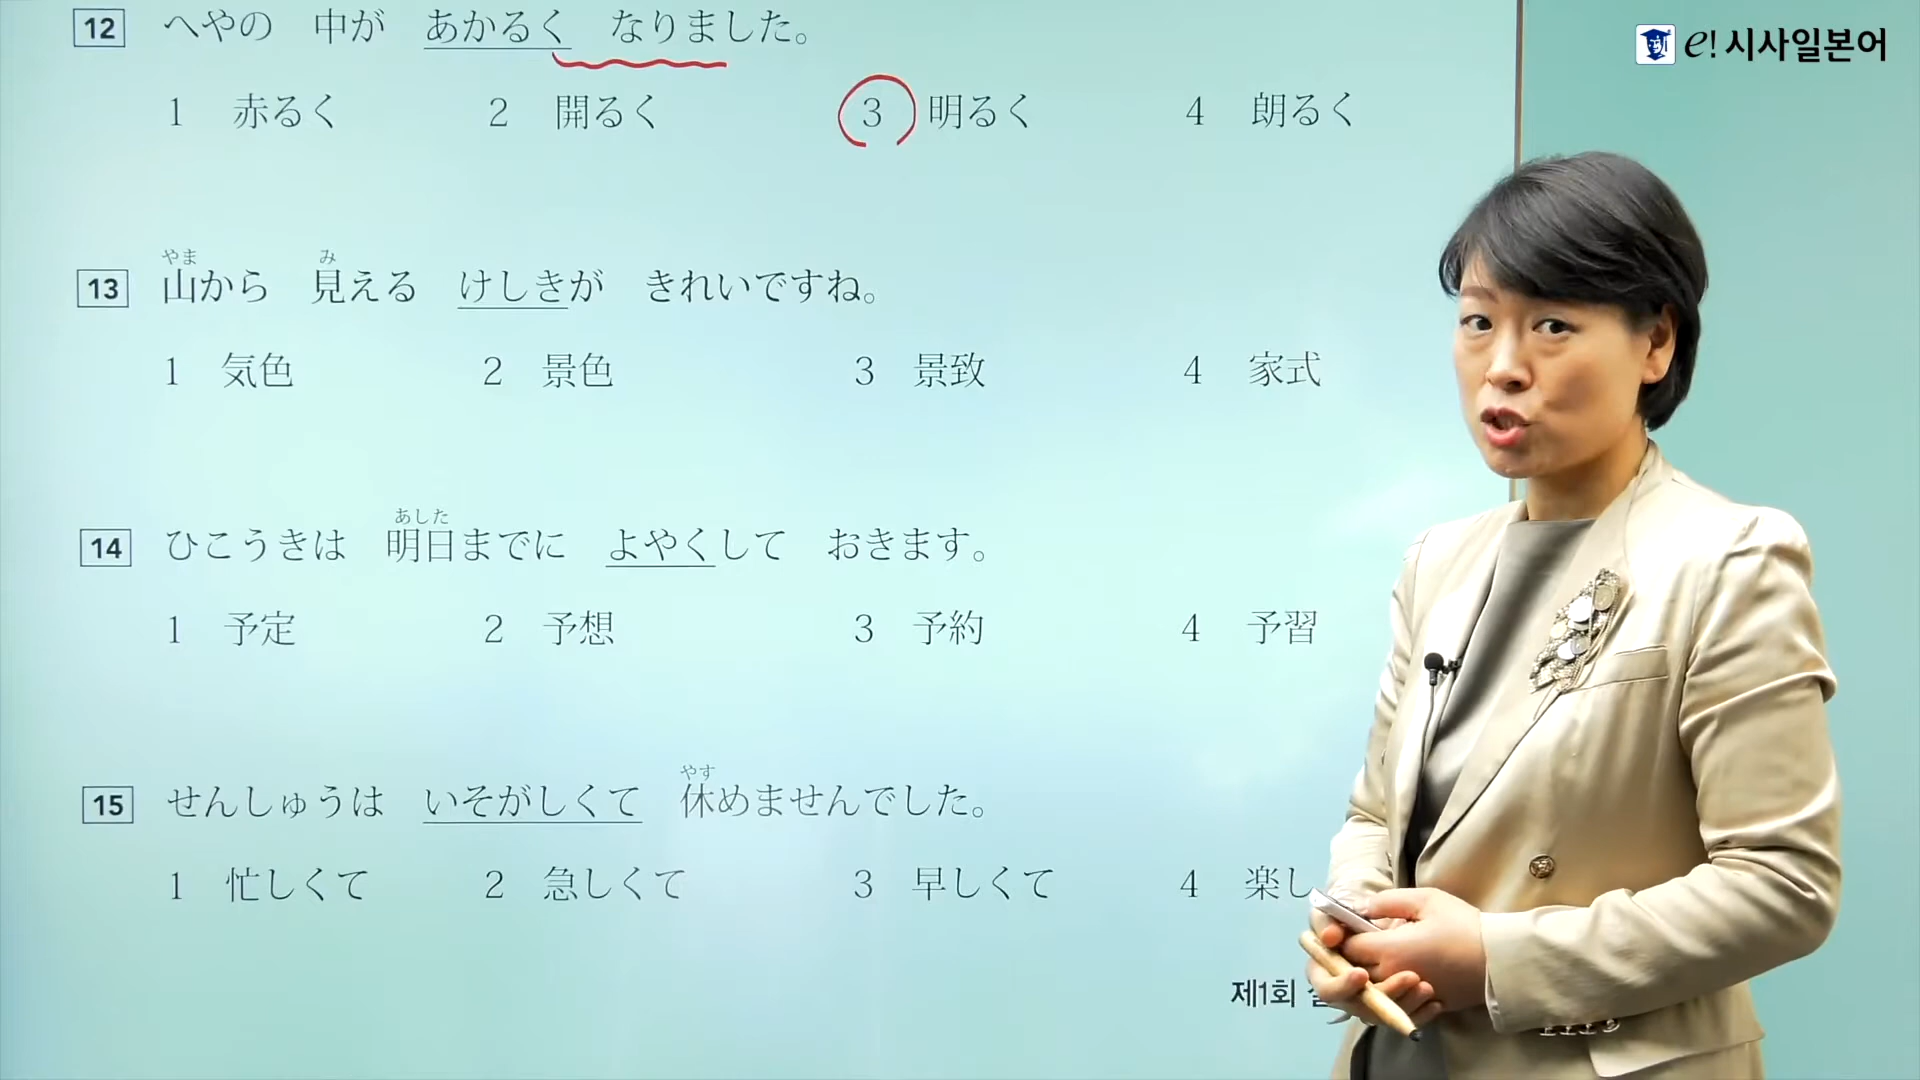 e! 시사일본어
12 へやの 中が あかるく なりました。
1 赤るく 2 開るく 3 明るく 4 朗るく
やま み
13 山から 見える けしきが きれいですね。
1 気色 2 景色 3 景致 4 家式
あした
14 ひこうきは 明日までに よやくして おきます。
1 予定 2 予想 3 予約 4 予習
やす
15 せんしゅうは いそがしくて 休めませんでした。
1 忙しくて 2 急しくて 3 早しくて 4 楽し
제1회